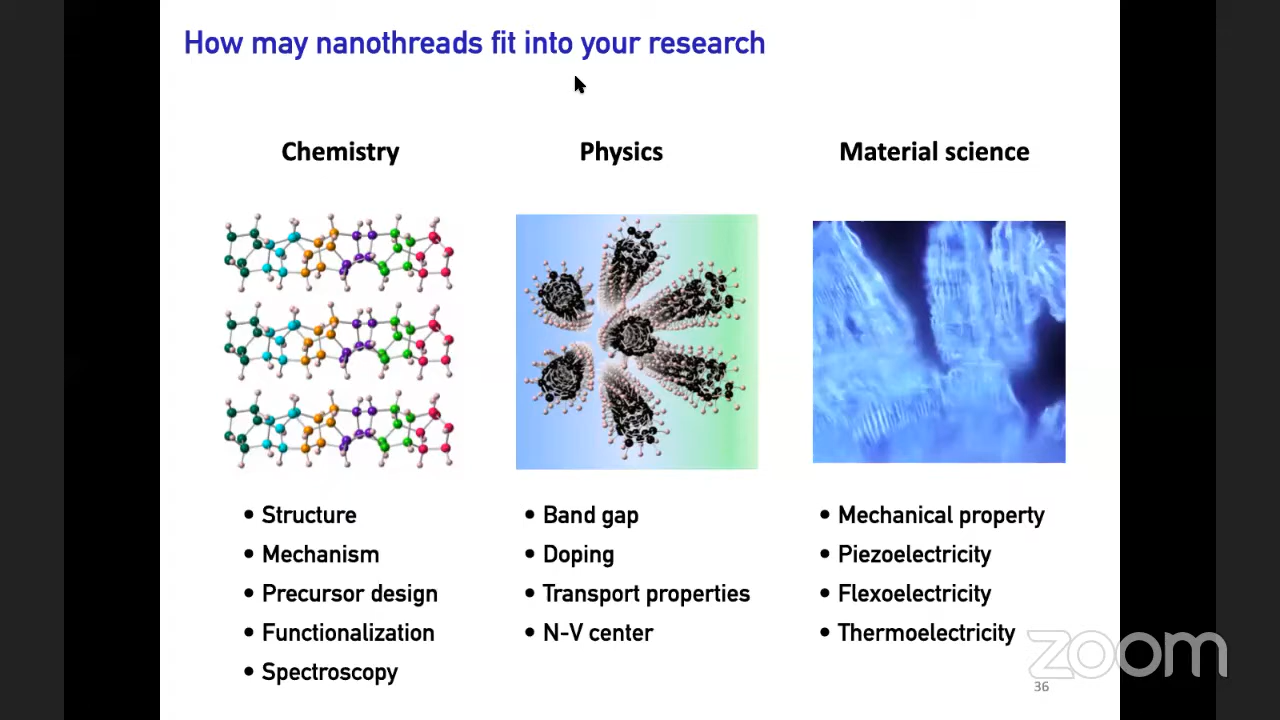 How may nanothreads fit into your research
Chemistry
Physics
Material science
• Structure
• Mechanism
• Precursor design
• Functionalization
• Spectroscopy
• Band gap
• Doping
• Transport properties
• N-V center
• Mechanical property
• Piezoelectricity
• Flexoelectricity
• Thermoelectricity
zoom
36